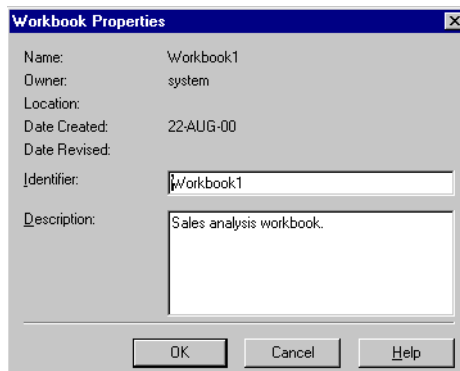 Workbook Properties
Name: Workbook1
Owner: system
Location:
Date Created: 22-AUG-00
Date Revised:
Identifier: Workbook1
Description: Sales analysis workbook.
OK Cancel Help